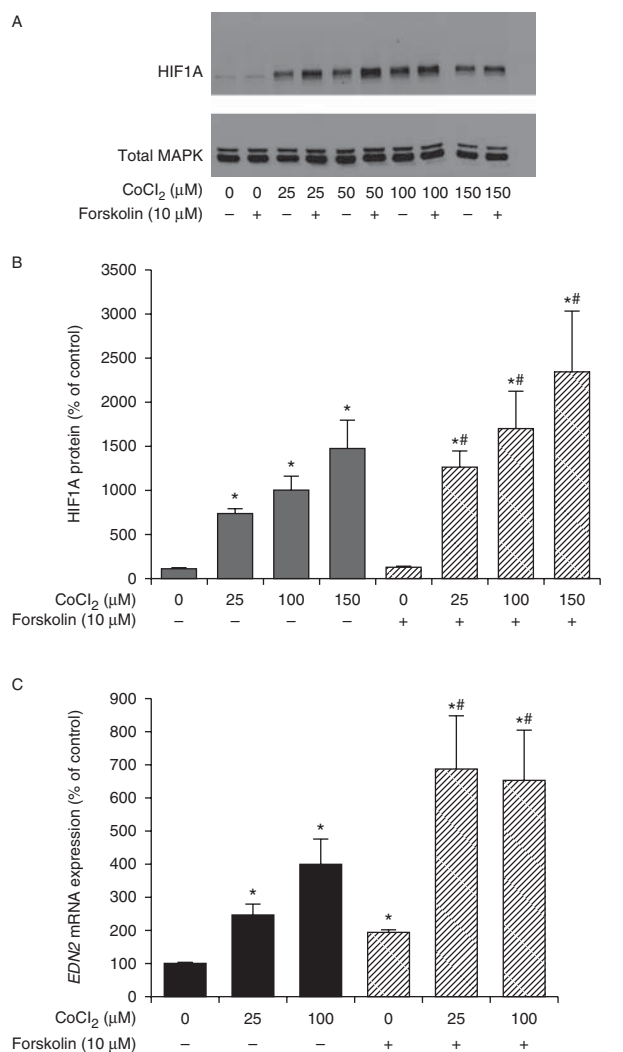 A
HIF1A
Total MAPK
CoCl₂ (μM) 0 0 25 25 50 50 100 100 150 150
Forskolin (10 μM) – + – + – + – + – +
B
HIF1A protein (% of control)
3500
3000
2500
2000
1500
1000
500
0
* * * *# *# *#
CoCl₂ (μM) 0 25 100 150 0 25 100 150
Forskolin (10 μM) – – – – + + + +
C
EDN2 mRNA expression (% of control)
900
800
700
600
500
400
300
200
100
0
* * * *# *#
CoCl₂ (μM) 0 25 100 0 25 100
Forskolin (10 μM) – – – + + +